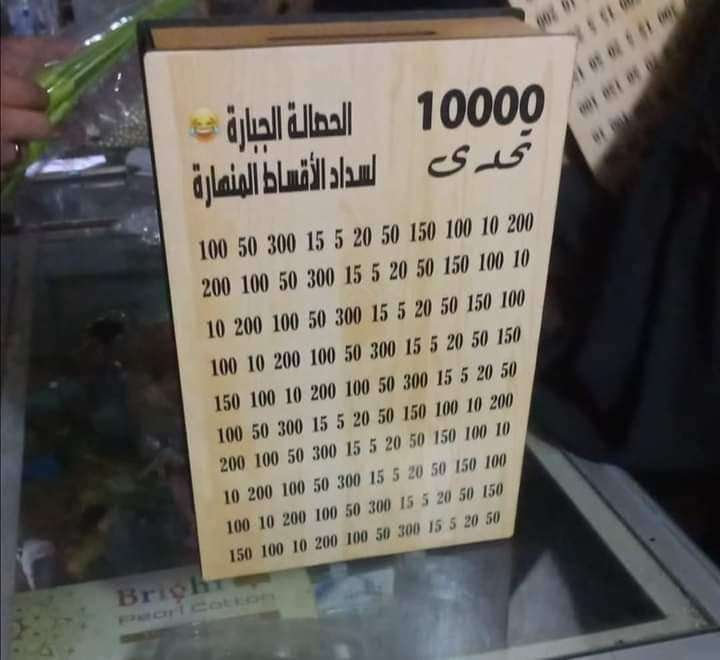 10000
تحدى
الحصالة الجبارة 😂
لسداد الأقساط المنهارة
100 50 300 15 5 20 50 150 100 10 200
200 100 50 300 15 5 20 50 150 100 10
10 200 100 50 300 15 5 20 50 150 100
100 10 200 100 50 300 15 5 20 50 150
150 100 10 200 100 50 300 15 5 20 50
100 50 300 15 5 20 50 150 100 10 200
200 100 50 300 15 5 20 50 150 100 10
10 200 100 50 300 15 5 20 50 150 100
100 10 200 100 50 300 15 5 20 50 150
150 100 10 200 100 50 300 15 5 20 50
Bright
Pearl Cotton